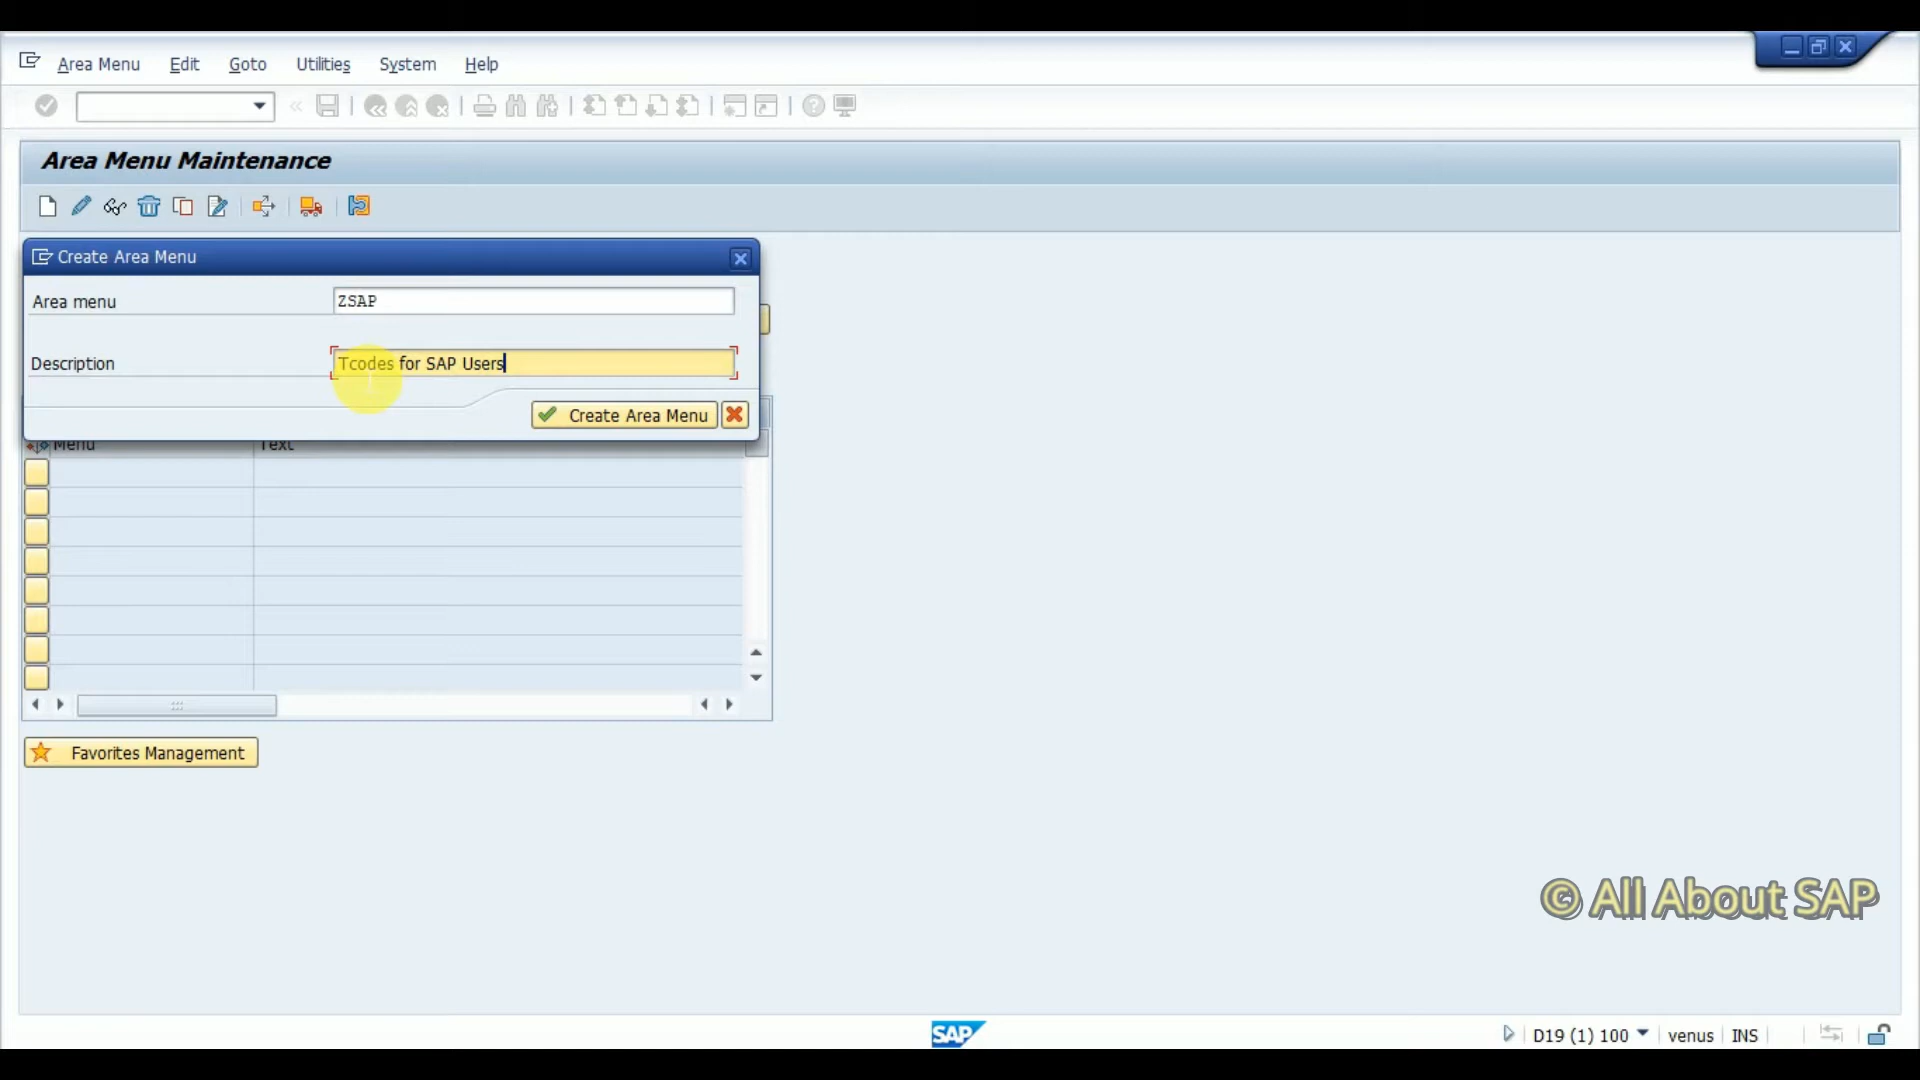 Area Menu Edit Goto Utilities System Help
Area Menu Maintenance
Create Area Menu
Area menu ZSAP
Description Tcodes for SAP Users
Create Area Menu
Menu Text
Favorites Management
© All About SAP
SAP D19 (1) 100 venus INS